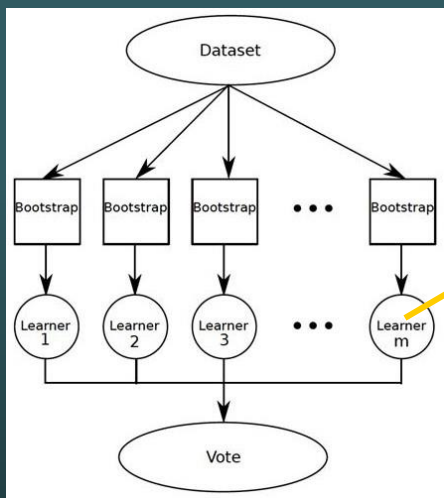 Dataset
Bootstrap Bootstrap Bootstrap ••• Bootstrap
Learner 1
Learner 2
Learner 3
•••
Learner m
Vote